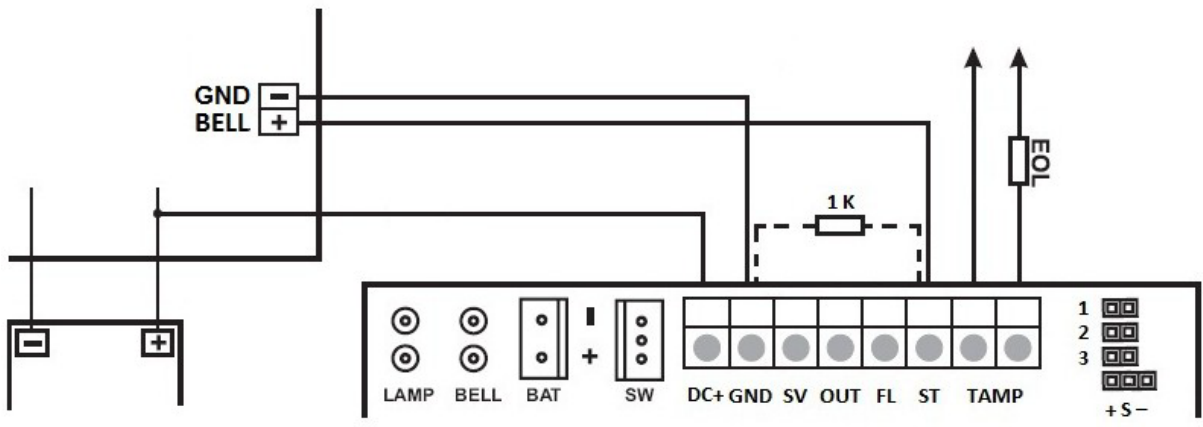 GND −
BELL +
1 K
EOL
− +
LAMP BELL BAT − + SW DC+ GND SV OUT FL ST TAMP
1
2
3
+ S −